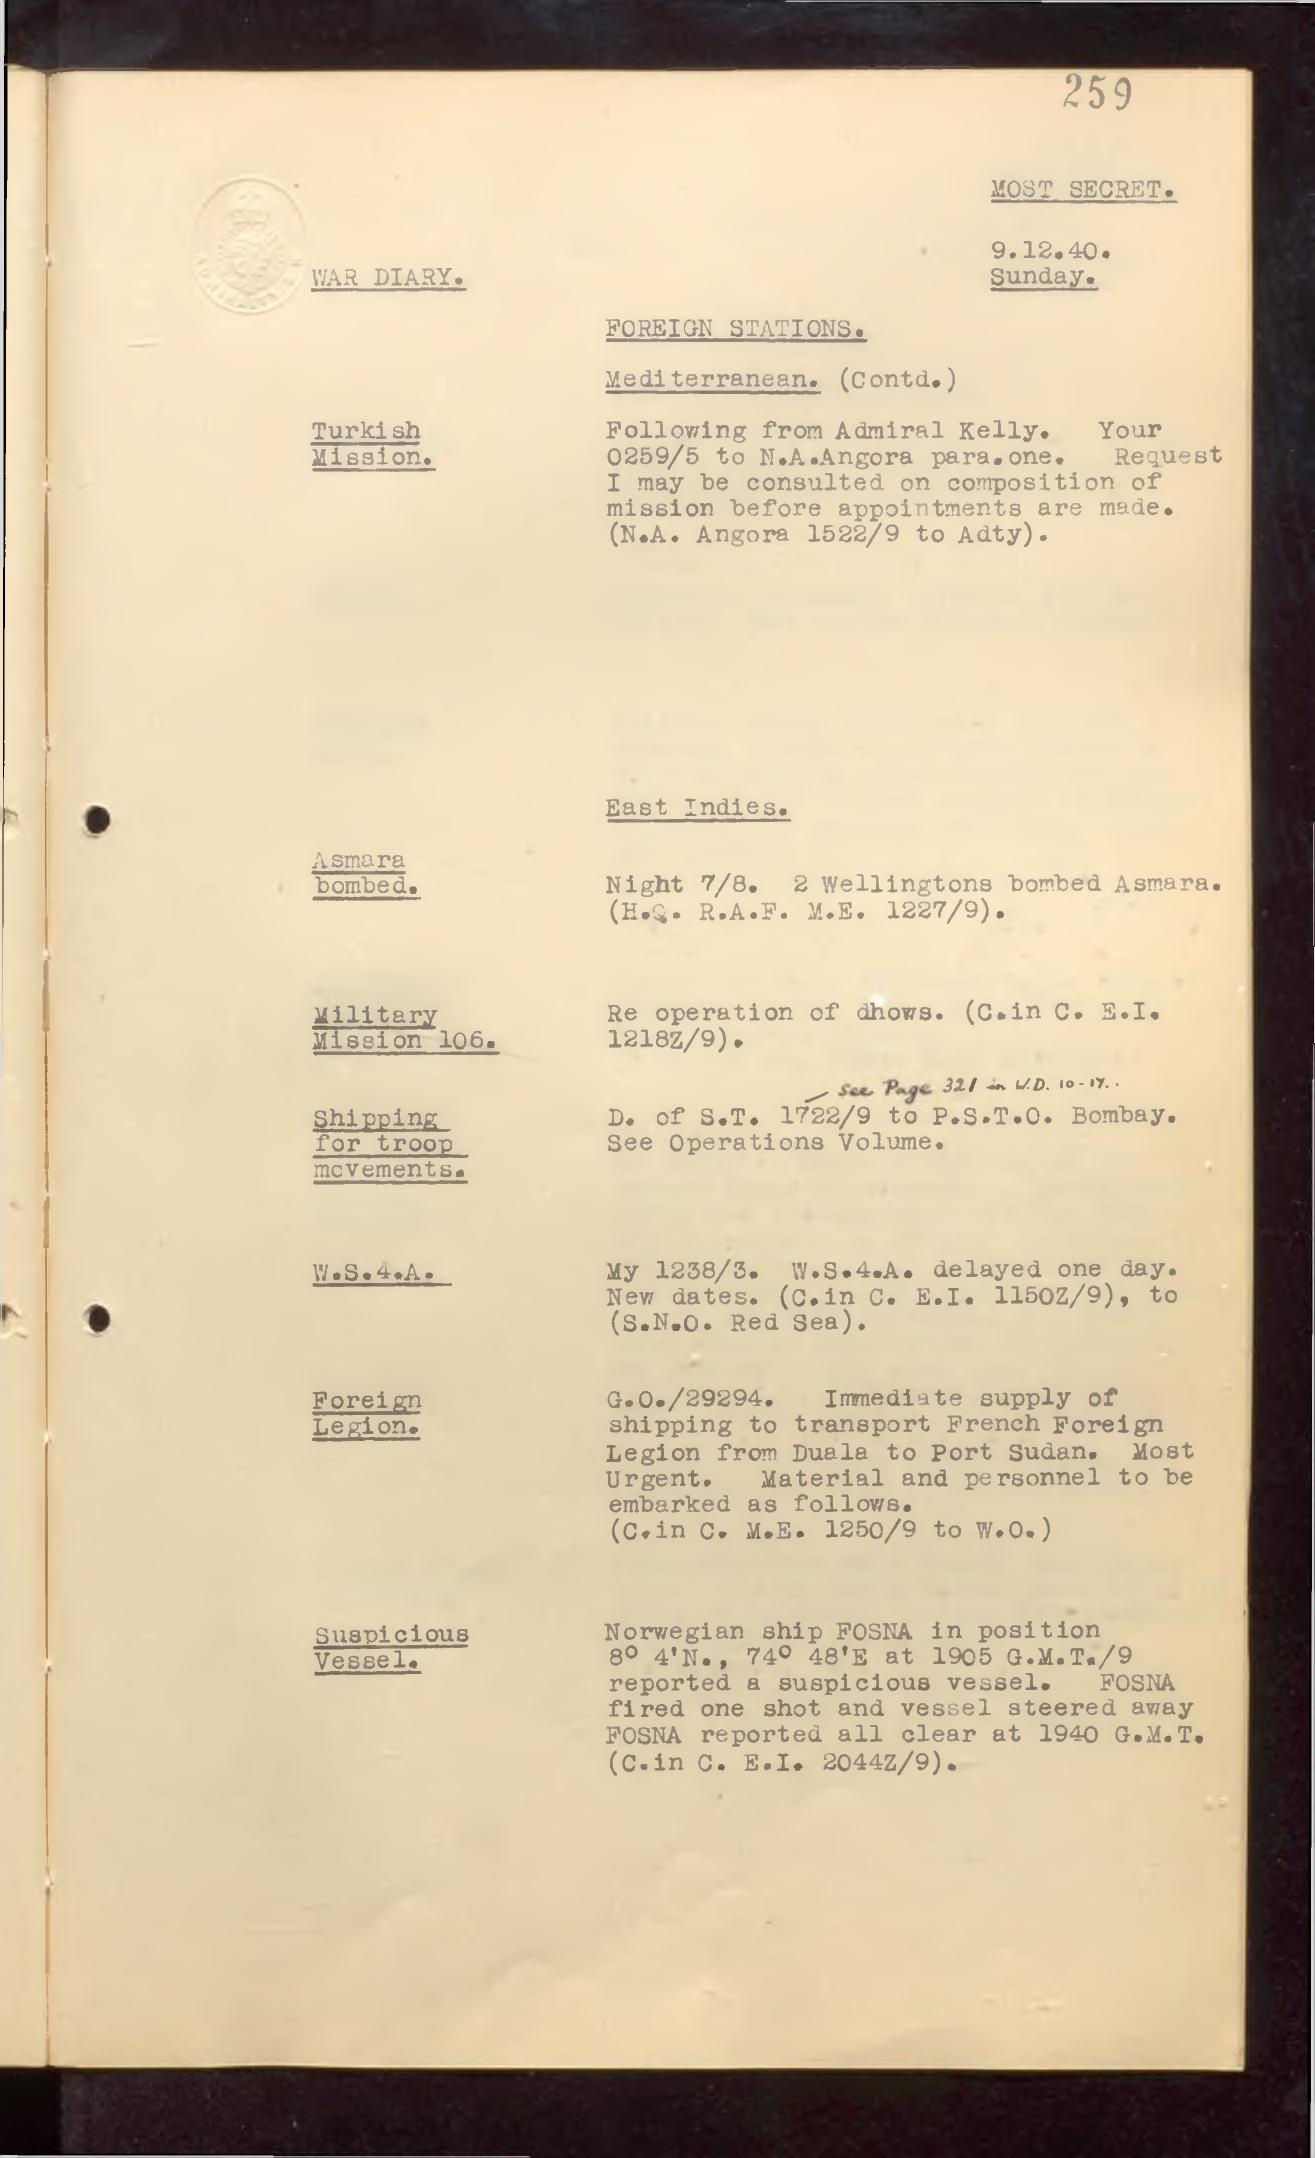 259
MOST SECRET.
9.12.40.
Sunday.
WAR DIARY.
FOREIGN STATIONS.
Mediterranean. (Contd.)
Turkish
Mission.
Following from Admiral Kelly. Your
0259/5 to N.A.Angora para.one. Request
I may be consulted on composition of
mission before appointments are made.
(N.A. Angora 1522/9 to Adty).
East Indies.
Asmara
bombed.
Night 7/8. 2 Wellingtons bombed Asmara.
(H.Q. R.A.F. M.E. 1227/9).
Military
Mission 106.
Re operation of dhows. (C.in C. E.I.
1218Z/9).
See Page 321 in W.D. 10-17.
Shipping
for troop
movements.
D. of S.T. 1722/9 to P.S.T.O. Bombay.
See Operations Volume.
W.S.4.A.
My 1238/3. W.S.4.A. delayed one day.
New dates. (C.in C. E.I. 1150Z/9), to
(S.N.O. Red Sea).
Foreign
Legion.
G.O./29294. Immediate supply of
shipping to transport French Foreign
Legion from Duala to Port Sudan. Most
Urgent. Material and personnel to be
embarked as follows.
(C.in C. M.E. 1250/9 to W.O.)
Suspicious
Vessel.
Norwegian ship FOSNA in position
8° 4'N., 74° 48'E at 1905 G.M.T./9
reported a suspicious vessel. FOSNA
fired one shot and vessel steered away
FOSNA reported all clear at 1940 G.M.T.
(C.in C. E.I. 2044Z/9).